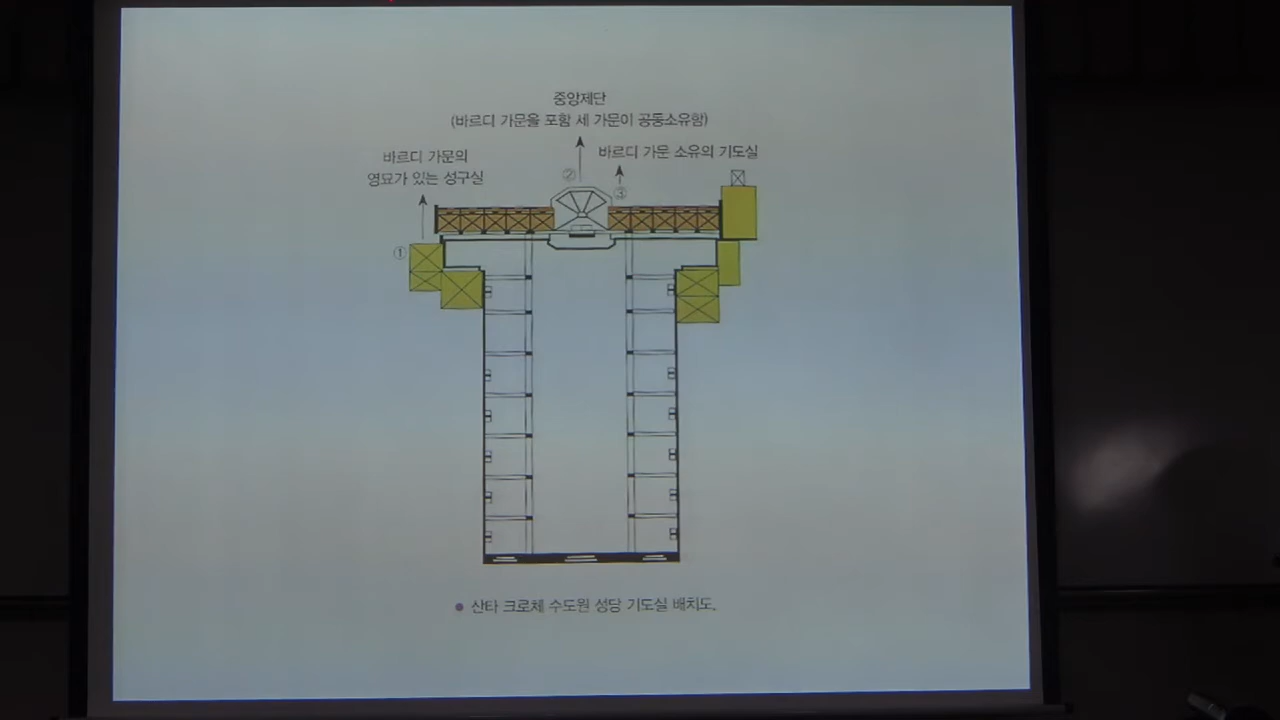 중앙제단
(바르디 가문을 포함 세 가문이 공동소유함)
바르디 가문의
영묘가 있는 성구실
바르디 가문 소유의 기도실
②
③
①
● 산타 크로체 수도원 성당 기도실 배치도.